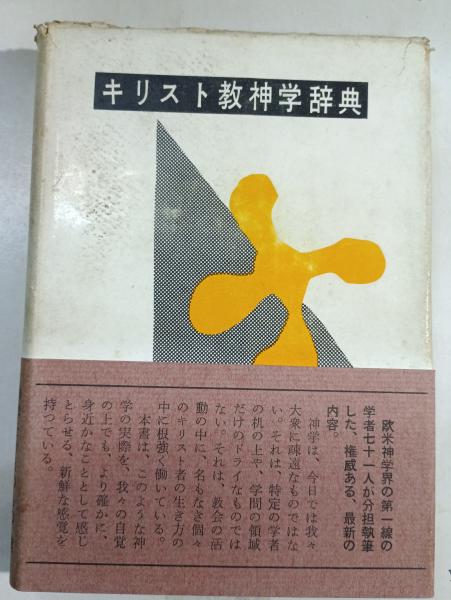 キリスト教神学辞典
欧米神学界の第一線の
学者七十一人が分担執筆
した、権威ある、最新の
内容。
神学は、今日では我々
大衆に疎遠なものではな
い。それは、特定の学者
の机の上や、学問の領域
だけのドライなものでは
ない。それは、教会の活
動の中に、名もなき個々
のキリスト者の生き方の
中に根強く働いている。
本書は、このような神
学の実際を、我々の自覚
の上でも、より確かに、
身近かなこととして感じ
とらせる、新鮮な感覚を
持つている。